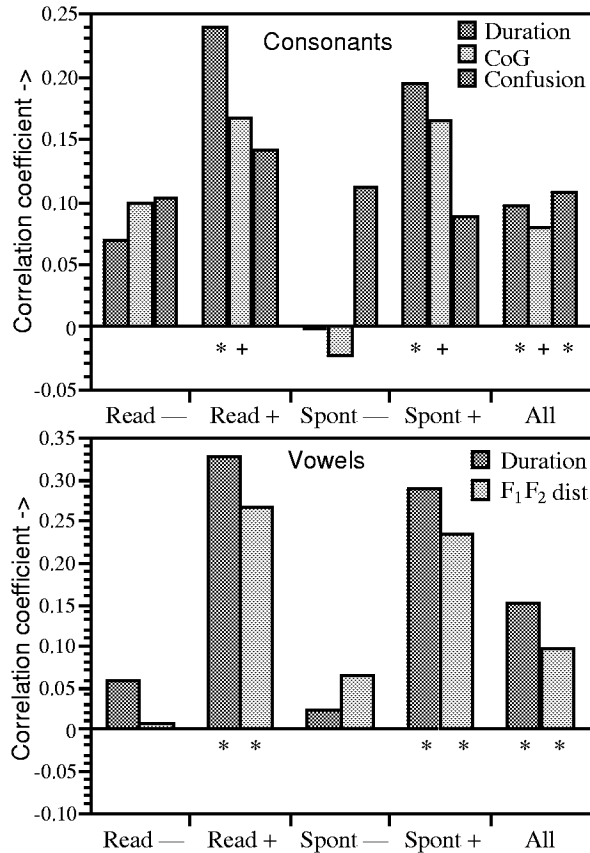 Consonants
Duration
CoG
Confusion
Correlation coefficient ->
0.25
0.20
0.15
0.10
0.05
0
-0.05
* + * + * + *
Read — Read + Spont — Spont + All
Vowels
Duration
F₁F₂ dist
Correlation coefficient ->
0.35
0.30
0.25
0.20
0.15
0.10
0.05
0
-0.05
-0.10
* * * * * *
Read — Read + Spont — Spont + All